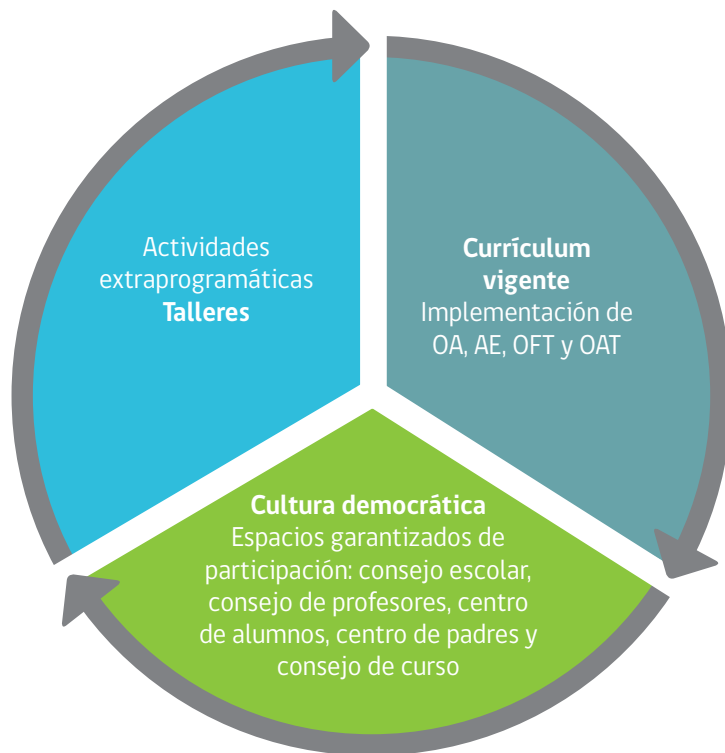 Actividades
extraprogramáticas
Talleres
Currículum
vigente
Implementación de
OA, AE, OFT y OAT
Cultura democrática
Espacios garantizados de
participación: consejo escolar,
consejo de profesores, centro
de alumnos, centro de padres y
consejo de curso